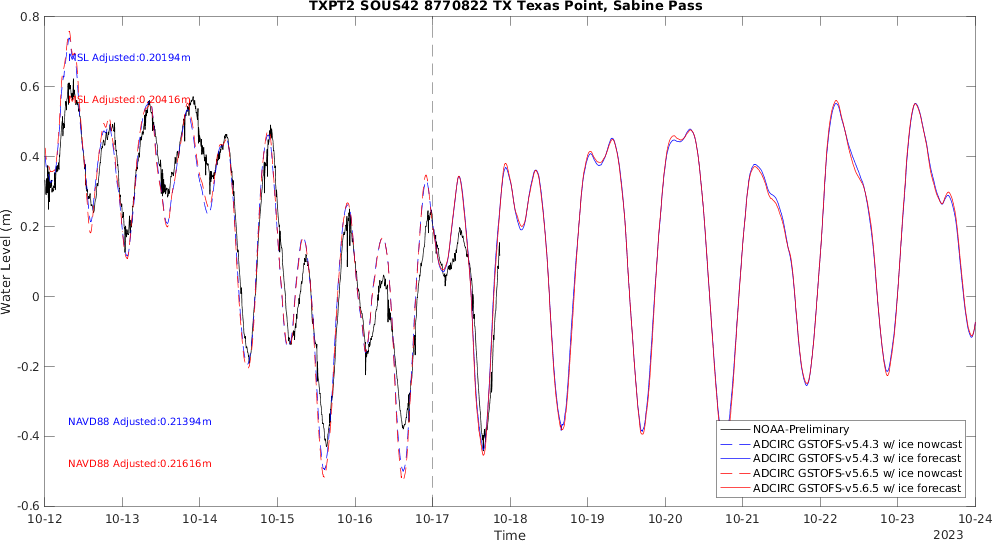 TXPT2 SOUS42 8770822 TX Texas Point, Sabine Pass
0.8
0.6
0.4
0.2
0
-0.2
-0.4
-0.6
Water Level (m)
MSL Adjusted:0.20194m
MSL Adjusted:0.20416m
NAVD88 Adjusted:0.21394m
NAVD88 Adjusted:0.21616m
NOAA-Preliminary
ADCIRC GSTOFS-v5.4.3 w/ ice nowcast
ADCIRC GSTOFS-v5.4.3 w/ ice forecast
ADCIRC GSTOFS-v5.6.5 w/ ice nowcast
ADCIRC GSTOFS-v5.6.5 w/ ice forecast
10-12 10-13 10-14 10-15 10-16 10-17 10-18 10-19 10-20 10-21 10-22 10-23 10-24
Time
2023